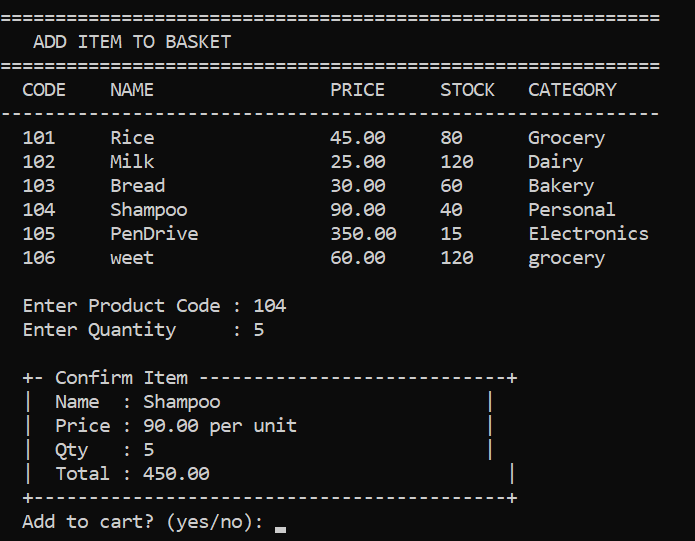 ============================================================
   ADD ITEM TO BASKET
============================================================
  CODE    NAME                PRICE     STOCK   CATEGORY
------------------------------------------------------------
  101     Rice                45.00     80      Grocery
  102     Milk                25.00     120     Dairy
  103     Bread               30.00     60      Bakery
  104     Shampoo             90.00     40      Personal
  105     PenDrive            350.00    15      Electronics
  106     weet                60.00     120     grocery
  Enter Product Code : 104
  Enter Quantity     : 5
  +- Confirm Item ----------------------------+
  |  Name  : Shampoo                        |
  |  Price : 90.00 per unit                 |
  |  Qty   : 5                              |
  |  Total : 450.00                           |
  +-------------------------------------------+
  Add to cart? (yes/no): _